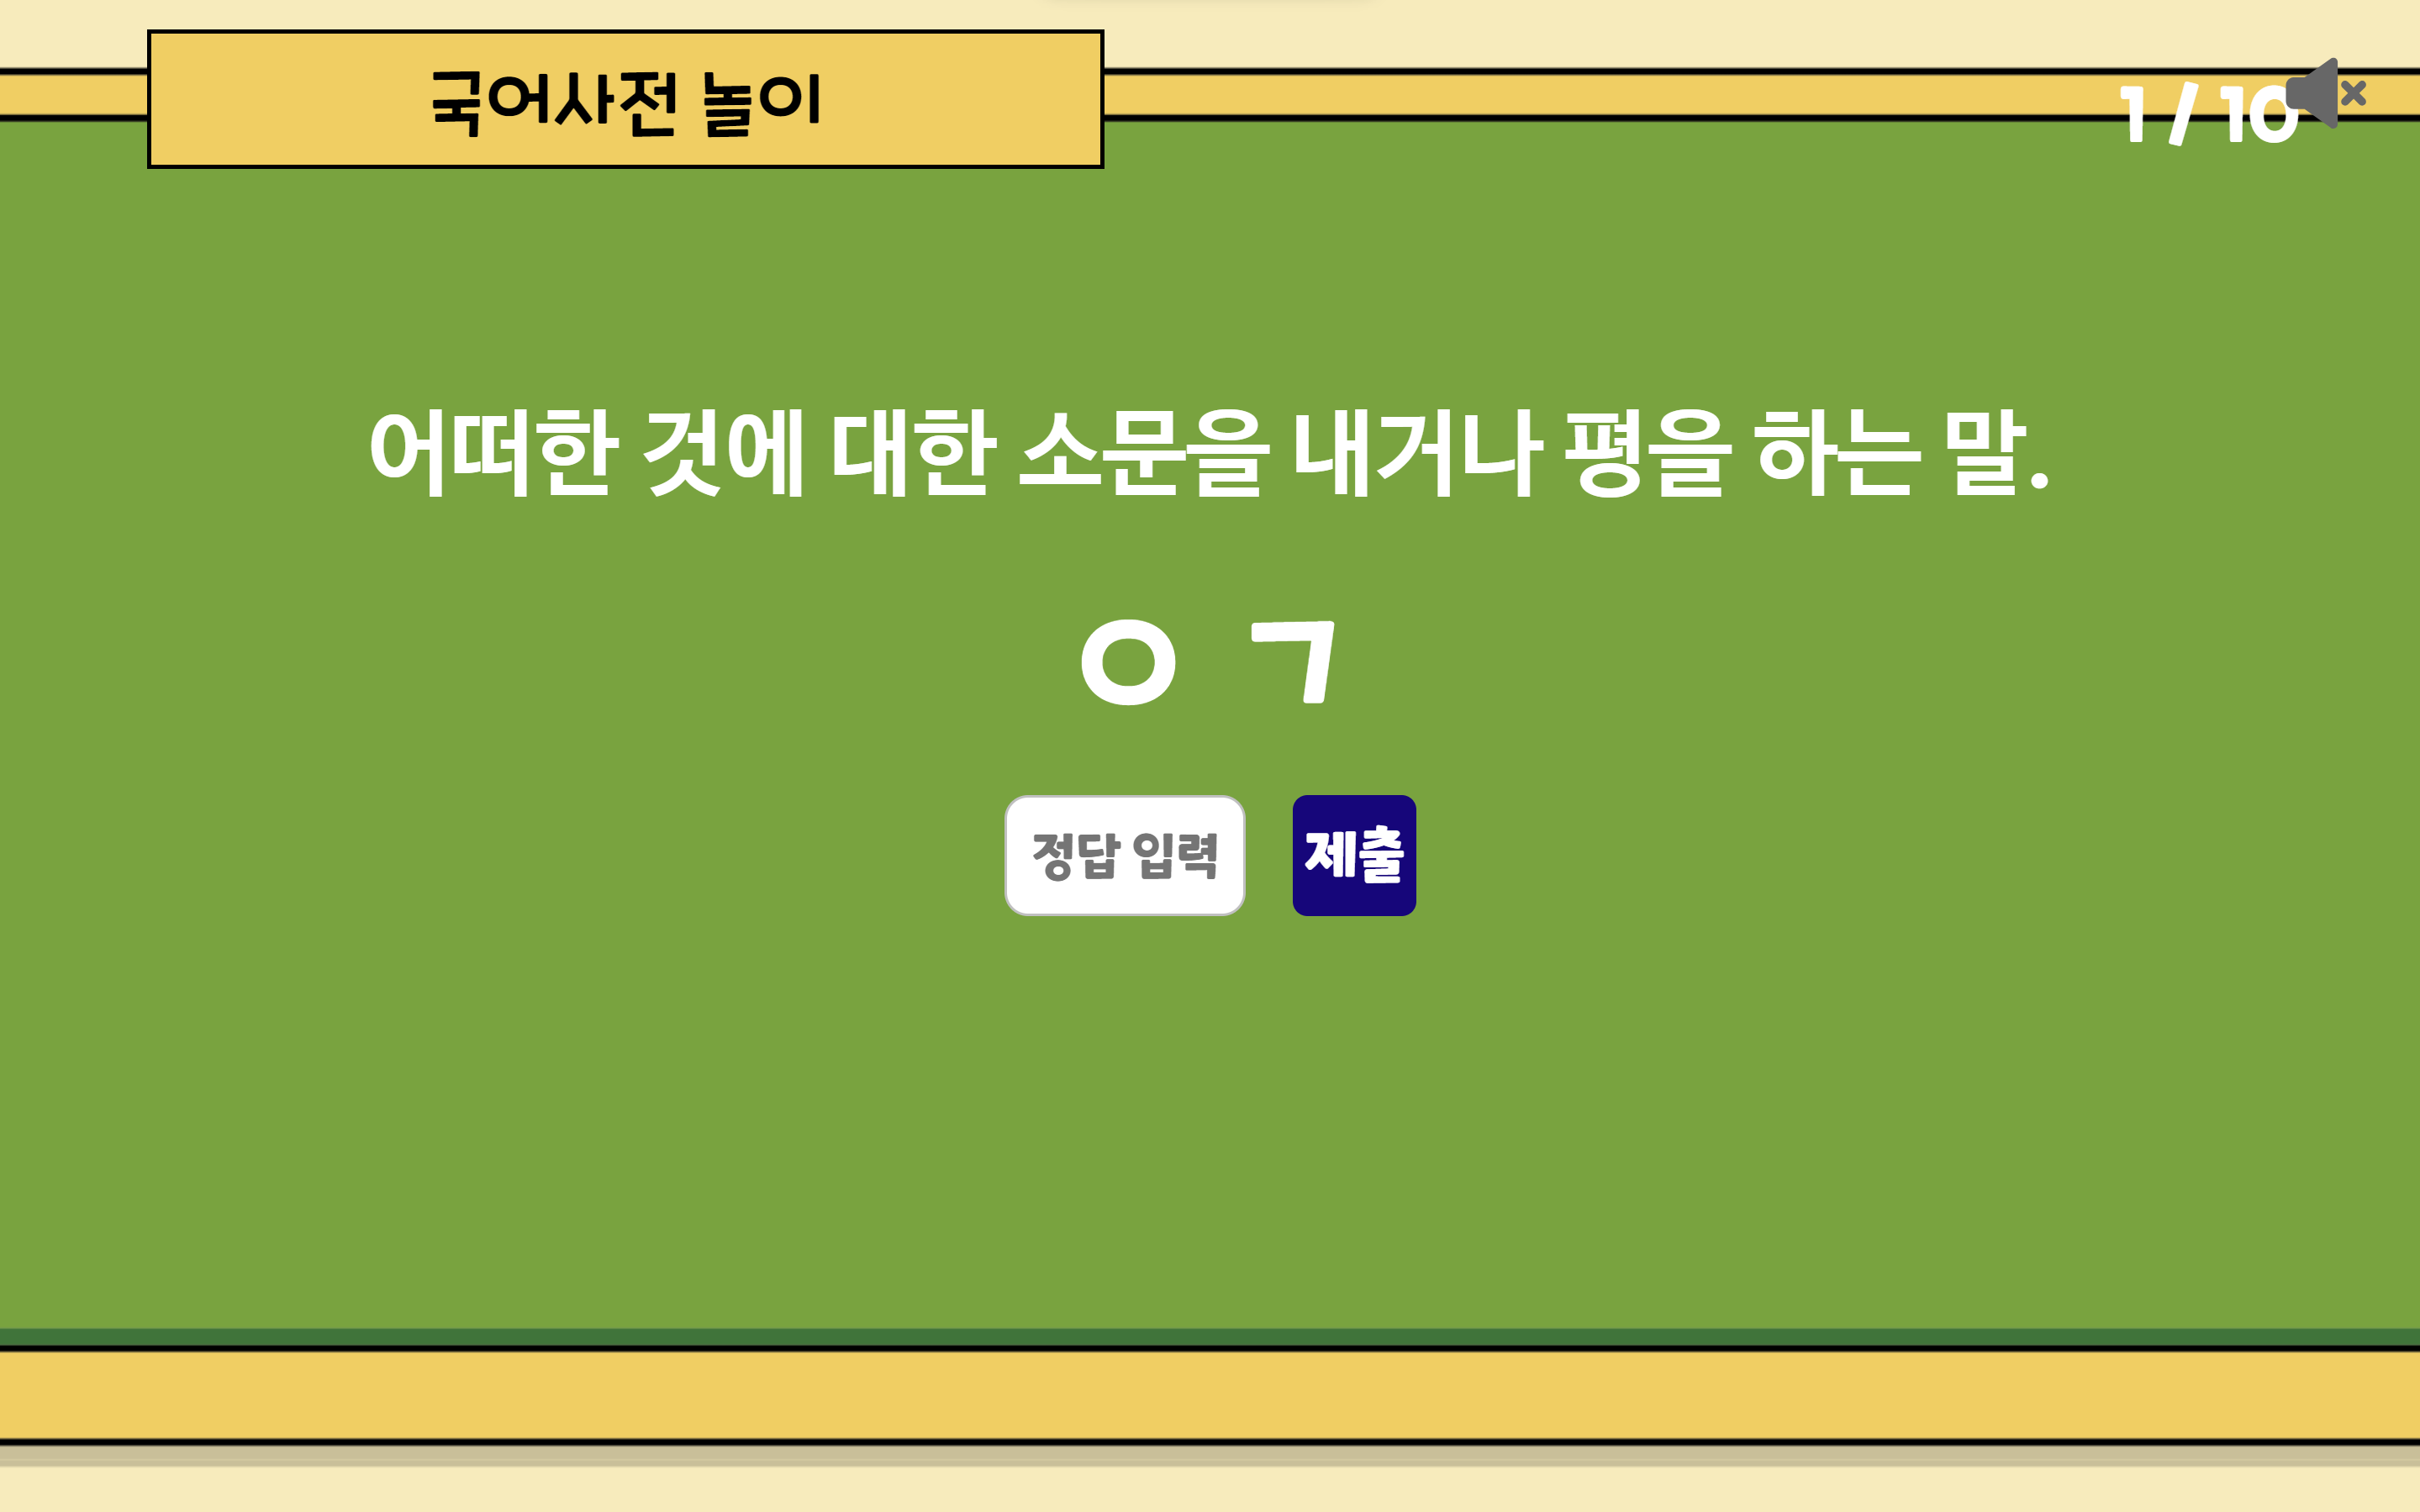 국어사전 놀이
1 / 10
어떠한 것에 대한 소문을 내거나 평을 하는 말.
ㅇ ㄱ
정답 입력
제출